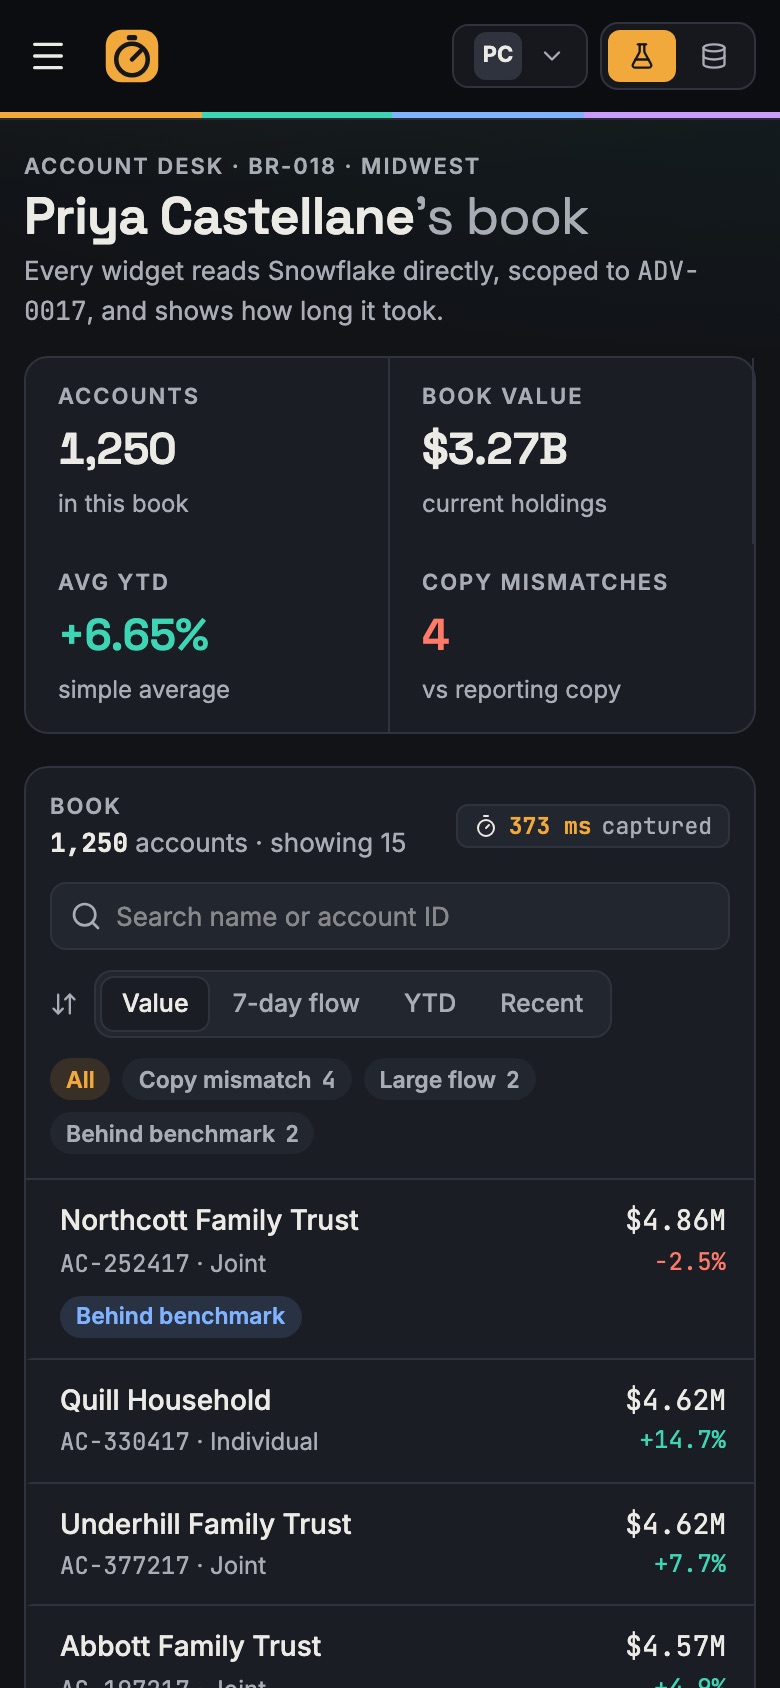 PC
ACCOUNT DESK · BR-018 · MIDWEST
Priya Castellane's book
Every widget reads Snowflake directly, scoped to ADV-
0017, and shows how long it took.
ACCOUNTS
1,250
in this book
BOOK VALUE
$3.27B
current holdings
AVG YTD
+6.65%
simple average
COPY MISMATCHES
4
vs reporting copy
BOOK
1,250 accounts · showing 15
373 ms captured
Search name or account ID
Value 7-day flow YTD Recent
All Copy mismatch 4 Large flow 2
Behind benchmark 2
Northcott Family Trust $4.86M
AC-252417 · Joint -2.5%
Behind benchmark
Quill Household $4.62M
AC-330417 · Individual +14.7%
Underhill Family Trust $4.62M
AC-377217 · Joint +7.7%
Abbott Family Trust $4.57M